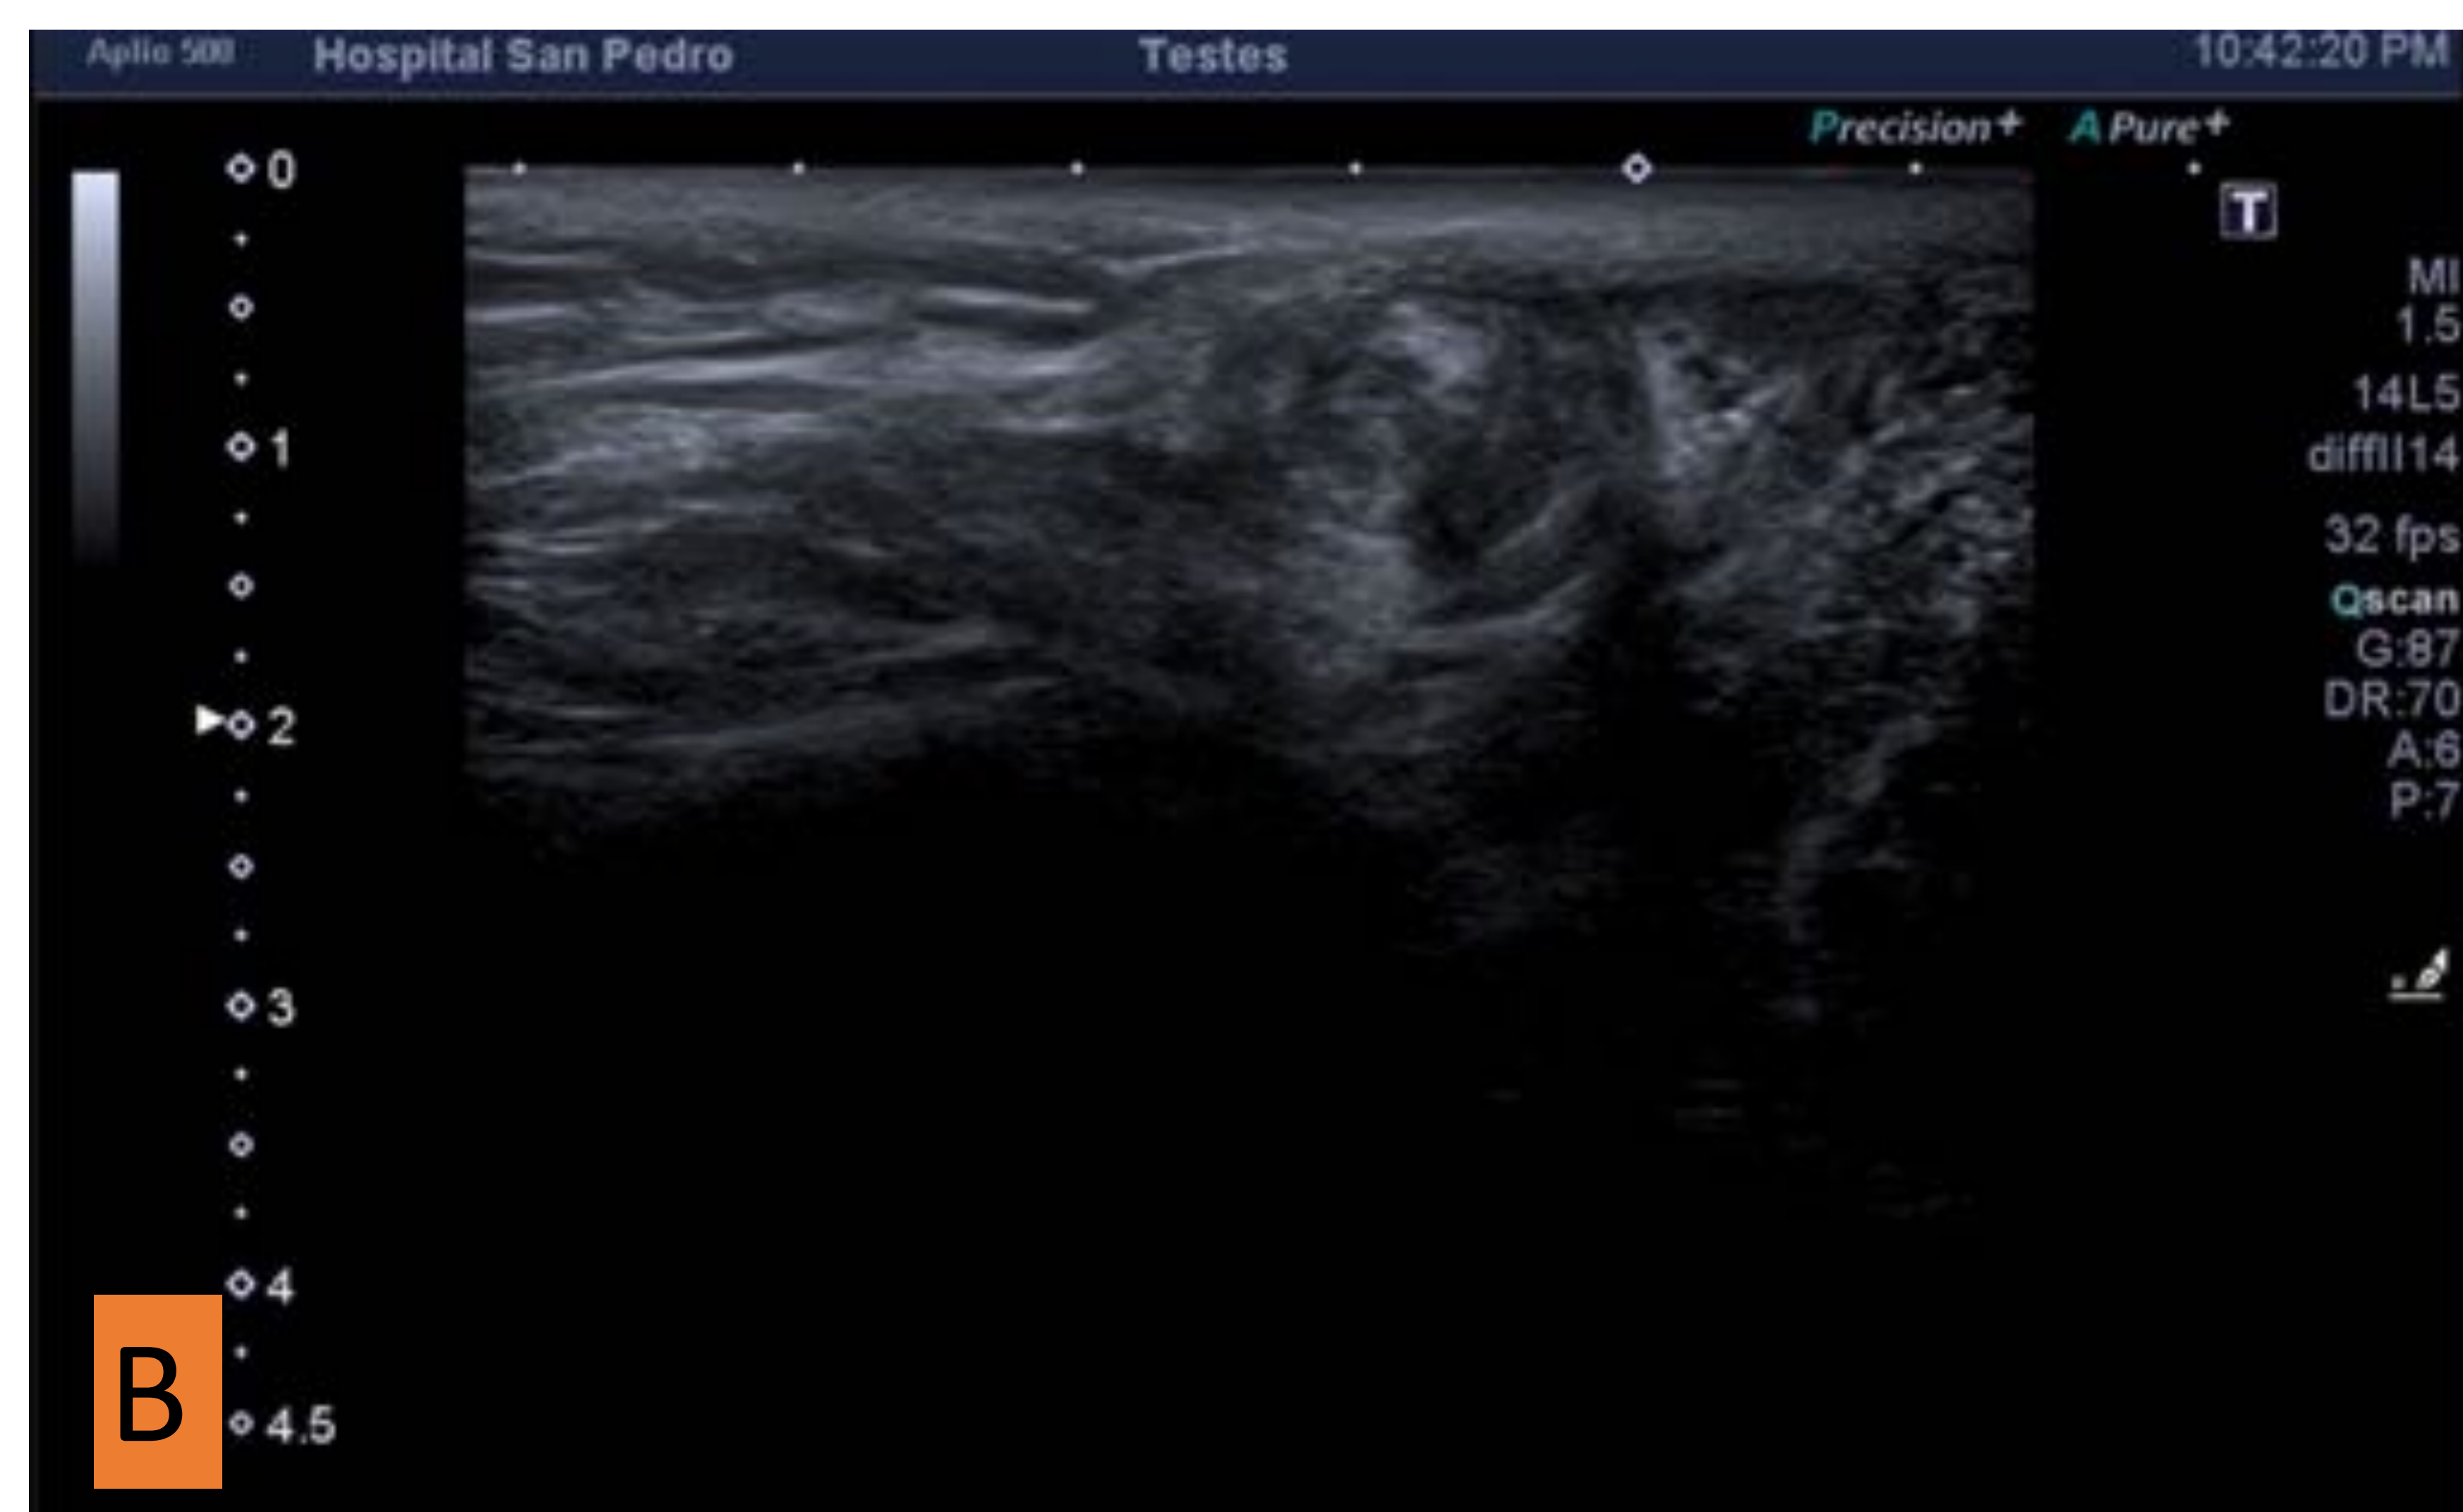 Aplio 500 Hospital San Pedro Testes 10:42:20 PM
Precision+ A Pure+
0
T
MI
1.5
14L5
1
diffII14
32 fps
Qscan
G:87
DR:70
2
A:6
P:7
3
4
B
4.5